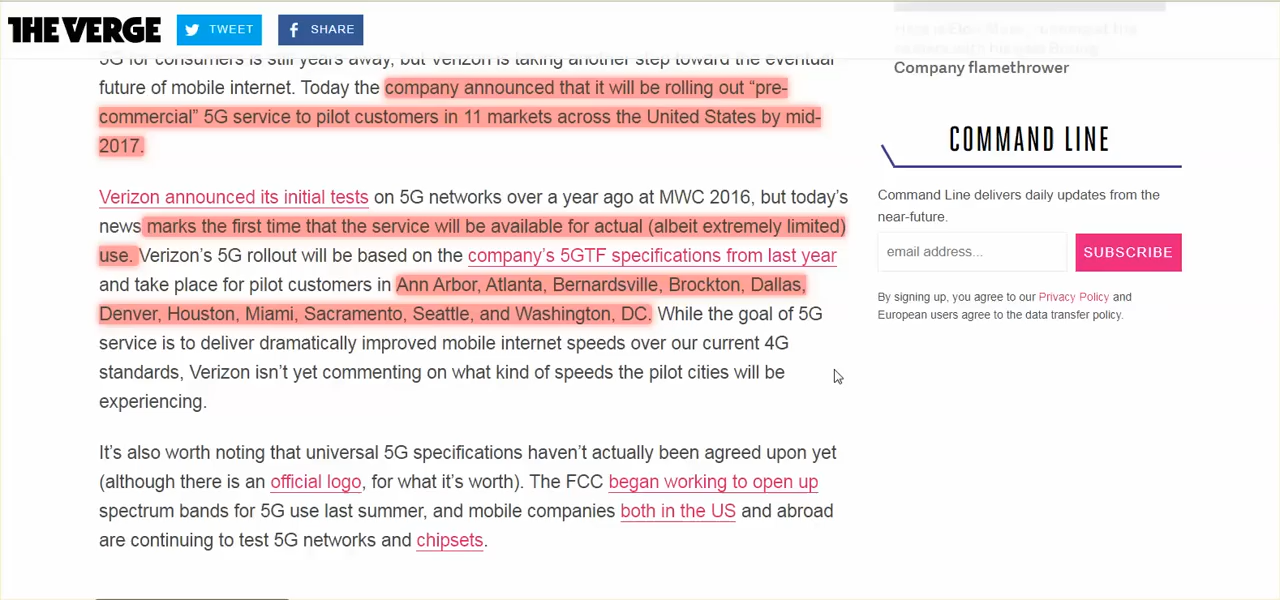 THE VERGE
TWEET
SHARE
5G for consumers is still years away, but Verizon is taking another step toward the eventual
future of mobile internet. Today the company announced that it will be rolling out “pre-
commercial” 5G service to pilot customers in 11 markets across the United States by mid-
2017.
Verizon announced its initial tests on 5G networks over a year ago at MWC 2016, but today’s
news marks the first time that the service will be available for actual (albeit extremely limited)
use. Verizon’s 5G rollout will be based on the company’s 5GTF specifications from last year
and take place for pilot customers in Ann Arbor, Atlanta, Bernardsville, Brockton, Dallas,
Denver, Houston, Miami, Sacramento, Seattle, and Washington, DC. While the goal of 5G
service is to deliver dramatically improved mobile internet speeds over our current 4G
standards, Verizon isn’t yet commenting on what kind of speeds the pilot cities will be
experiencing.
It’s also worth noting that universal 5G specifications haven’t actually been agreed upon yet
(although there is an official logo, for what it’s worth). The FCC began working to open up
spectrum bands for 5G use last summer, and mobile companies both in the US and abroad
are continuing to test 5G networks and chipsets.
Company flamethrower
COMMAND LINE
Command Line delivers daily updates from the
near-future.
email address...
SUBSCRIBE
By signing up, you agree to our Privacy Policy and
European users agree to the data transfer policy.